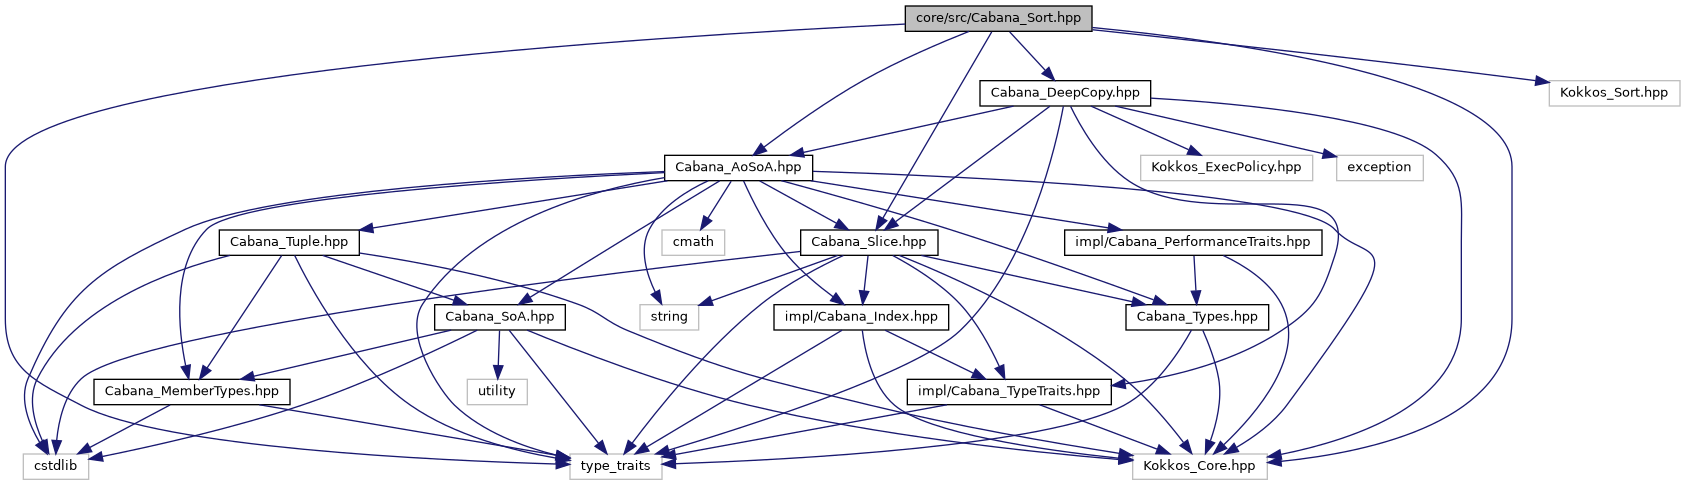 core/src/Cabana_Sort.hpp
Cabana_DeepCopy.hpp
Kokkos_Sort.hpp
Cabana_AoSoA.hpp
Kokkos_ExecPolicy.hpp
exception
Cabana_Tuple.hpp
cmath
Cabana_Slice.hpp
impl/Cabana_PerformanceTraits.hpp
Cabana_SoA.hpp
string
impl/Cabana_Index.hpp
Cabana_Types.hpp
Cabana_MemberTypes.hpp
utility
impl/Cabana_TypeTraits.hpp
cstdlib
type_traits
Kokkos_Core.hpp